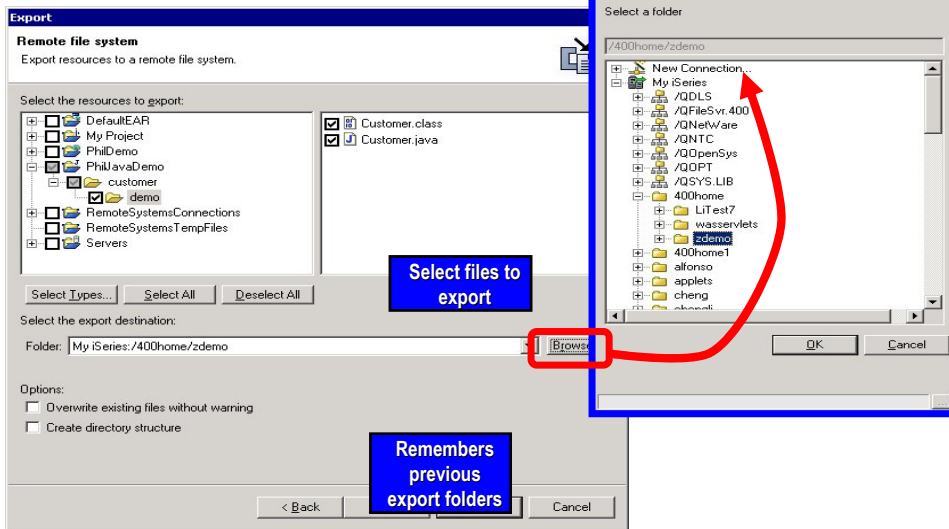 Export
Remote file system
Export resources to a remote file system.
Select the resources to export:
DefaultEAR
My Project
PhilDemo
PhilJavaDemo
customer
demo
RemoteSystemsConnections
RemoteSystemsTempFiles
Servers
Customer.class
Customer.java
Select files to
export
Select Types...
Select All
Deselect All
Select the export destination:
Folder:
My iSeries:/400home/zdemo
Options:
Overwrite existing files without warning
Create directory structure
Remembers
previous
export folders
< Back
Cancel
Select a folder
/400home/zdemo
New Connection...
My iSeries
/QDLS
/QFileSvr.400
/QNetWare
/QNTC
/QOpenSys
/QOPT
/QSYS.LIB
400home
LiTest7
wasservlets
zdemo
400home1
alfonso
applets
cheng
OK
Cancel
...